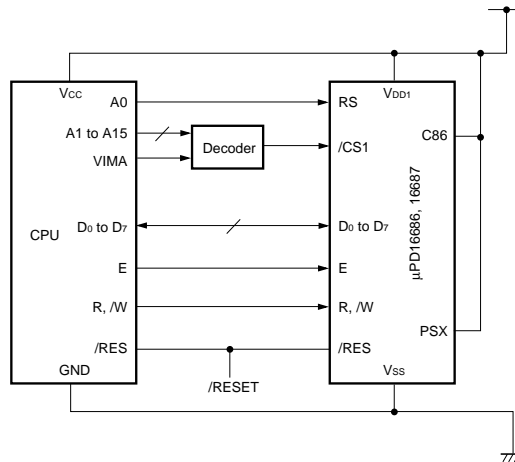 VCC
VDD1
A0
RS
A1 to A15
Decoder
/CS1
C86
VIMA
CPU
D0 to D7
D0 to D7
μPD16686, 16687
E
E
R, /W
R, /W
PSX
/RES
/RES
GND
/RESET
VSS